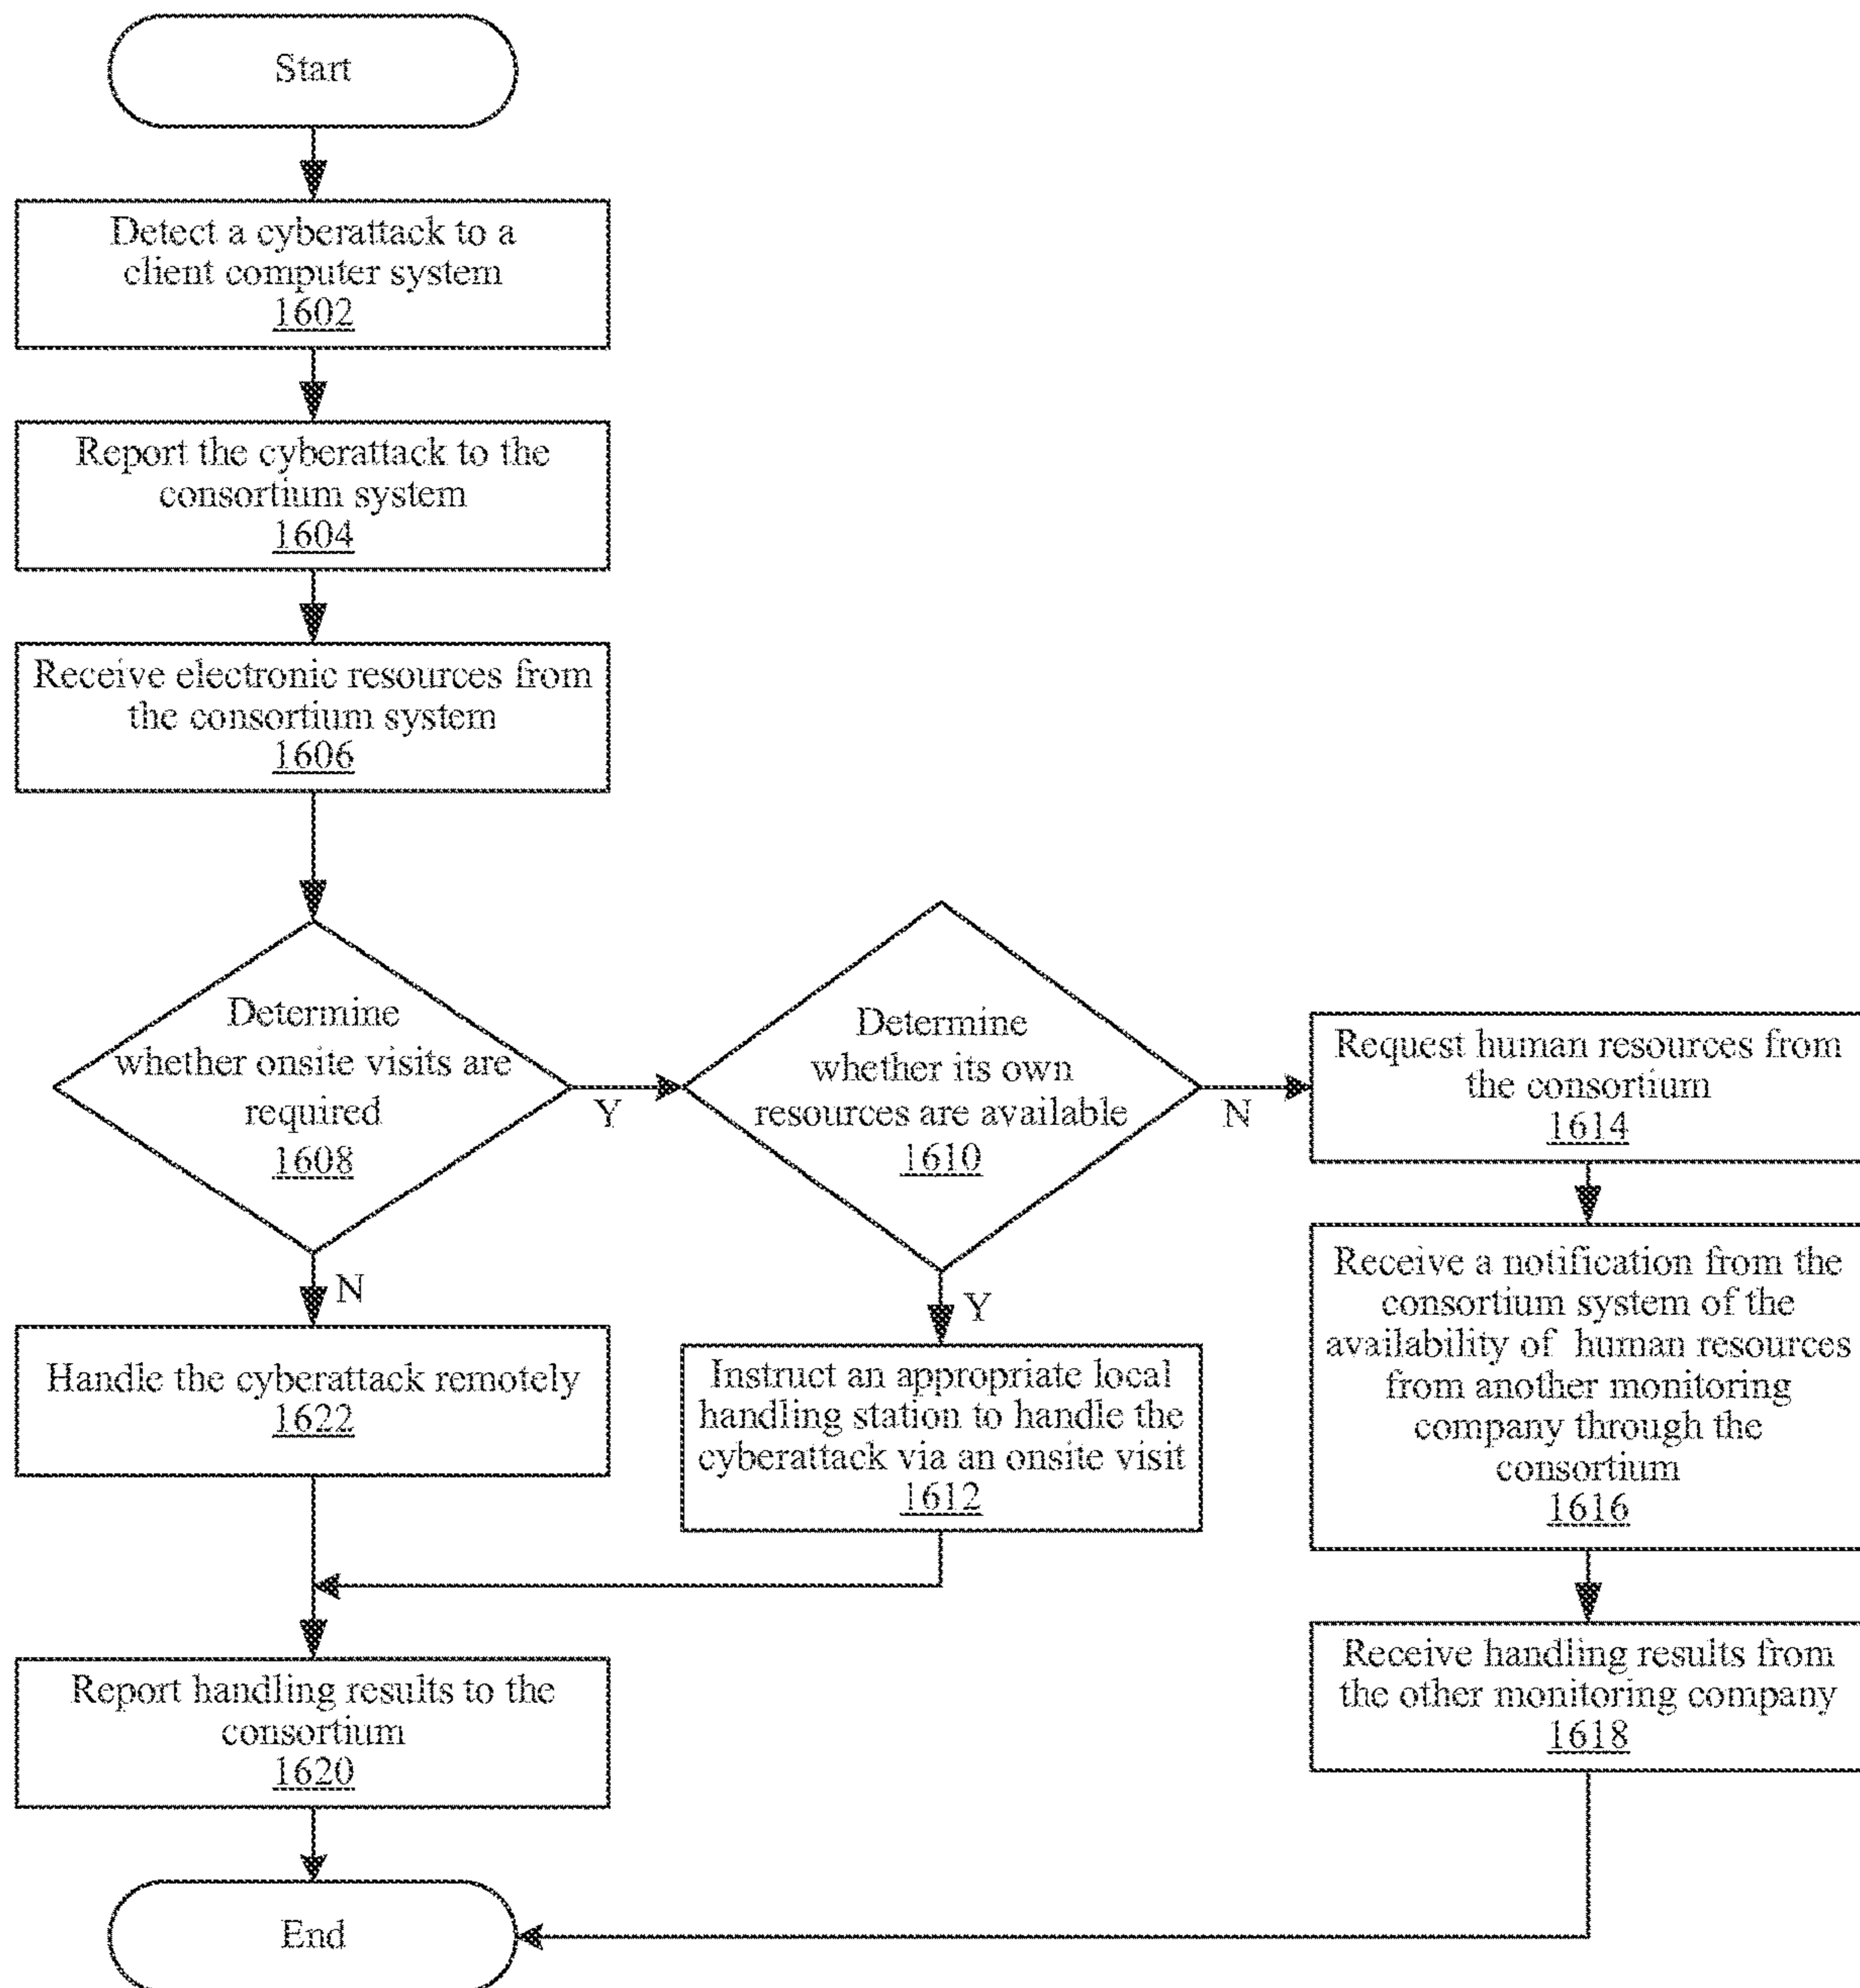 Start
Detect a cyberattack to a
client computer system
1602
Report the cyberattack to the
consortium system
1604
Receive electronic resources from
the consortium system
1606
Determine
whether onsite visits are
required
1608
Y
N
Determine
whether its own
resources are available
1610
N
Y
Request human resources from
the consortium
1614
Receive a notification from the
consortium system of the
availability of human resources
from another monitoring
company through the
consortium
1616
Handle the cyberattack remotely
1622
Instruct an appropriate local
handling station to handle the
cyberattack via an onsite visit
1612
Receive handling results from
the other monitoring company
1618
Report handling results to the
consortium
1620
End